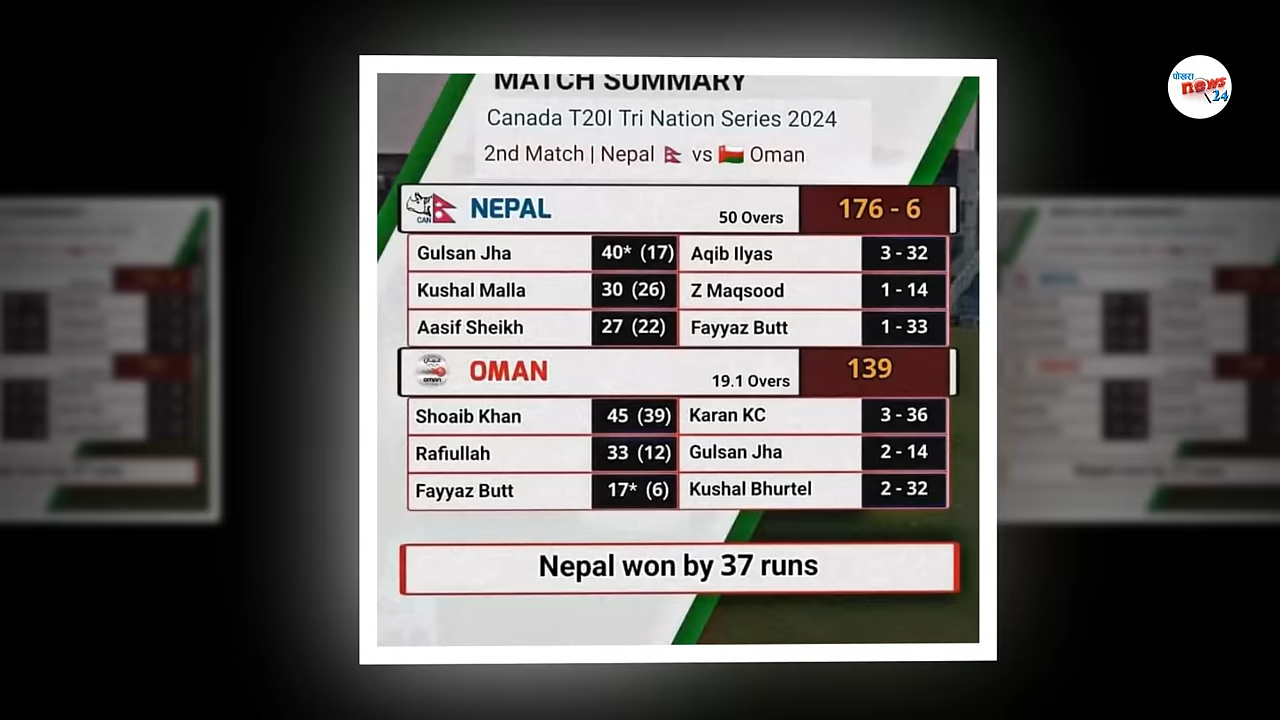 MATCH SUMMARY
Canada T20I Tri Nation Series 2024
2nd Match | Nepal vs Oman
CAN NEPAL 50 Overs 176 - 6
Gulsan Jha 40* (17) Aqib Ilyas 3 - 32
Kushal Malla 30 (26) Z Maqsood 1 - 14
Aasif Sheikh 27 (22) Fayyaz Butt 1 - 33
OMAN 19.1 Overs 139
Shoaib Khan 45 (39) Karan KC 3 - 36
Rafiullah 33 (12) Gulsan Jha 2 - 14
Fayyaz Butt 17* (6) Kushal Bhurtel 2 - 32
Nepal won by 37 runs
पोखरा
news
24